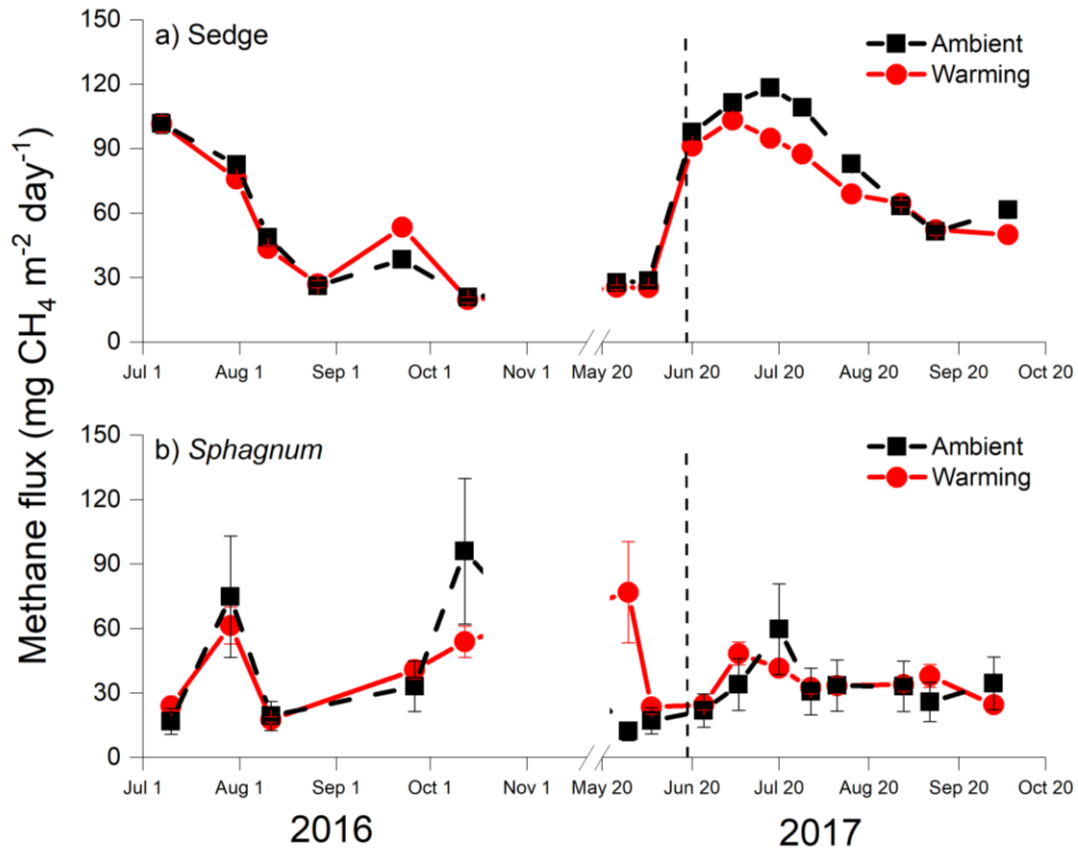 Methane flux (mg CH₄ m⁻² day⁻¹)
150
a) Sedge
Ambient
Warming
120
90
60
30
0
Jul 1 Aug 1 Sep 1 Oct 1 Nov 1 May 20 Jun 20 Jul 20 Aug 20 Sep 20 Oct 20
150
b) Sphagnum
Ambient
Warming
120
90
60
30
0
Jul 1 Aug 1 Sep 1 Oct 1 Nov 1 May 20 Jun 20 Jul 20 Aug 20 Sep 20 Oct 20
2016 2017